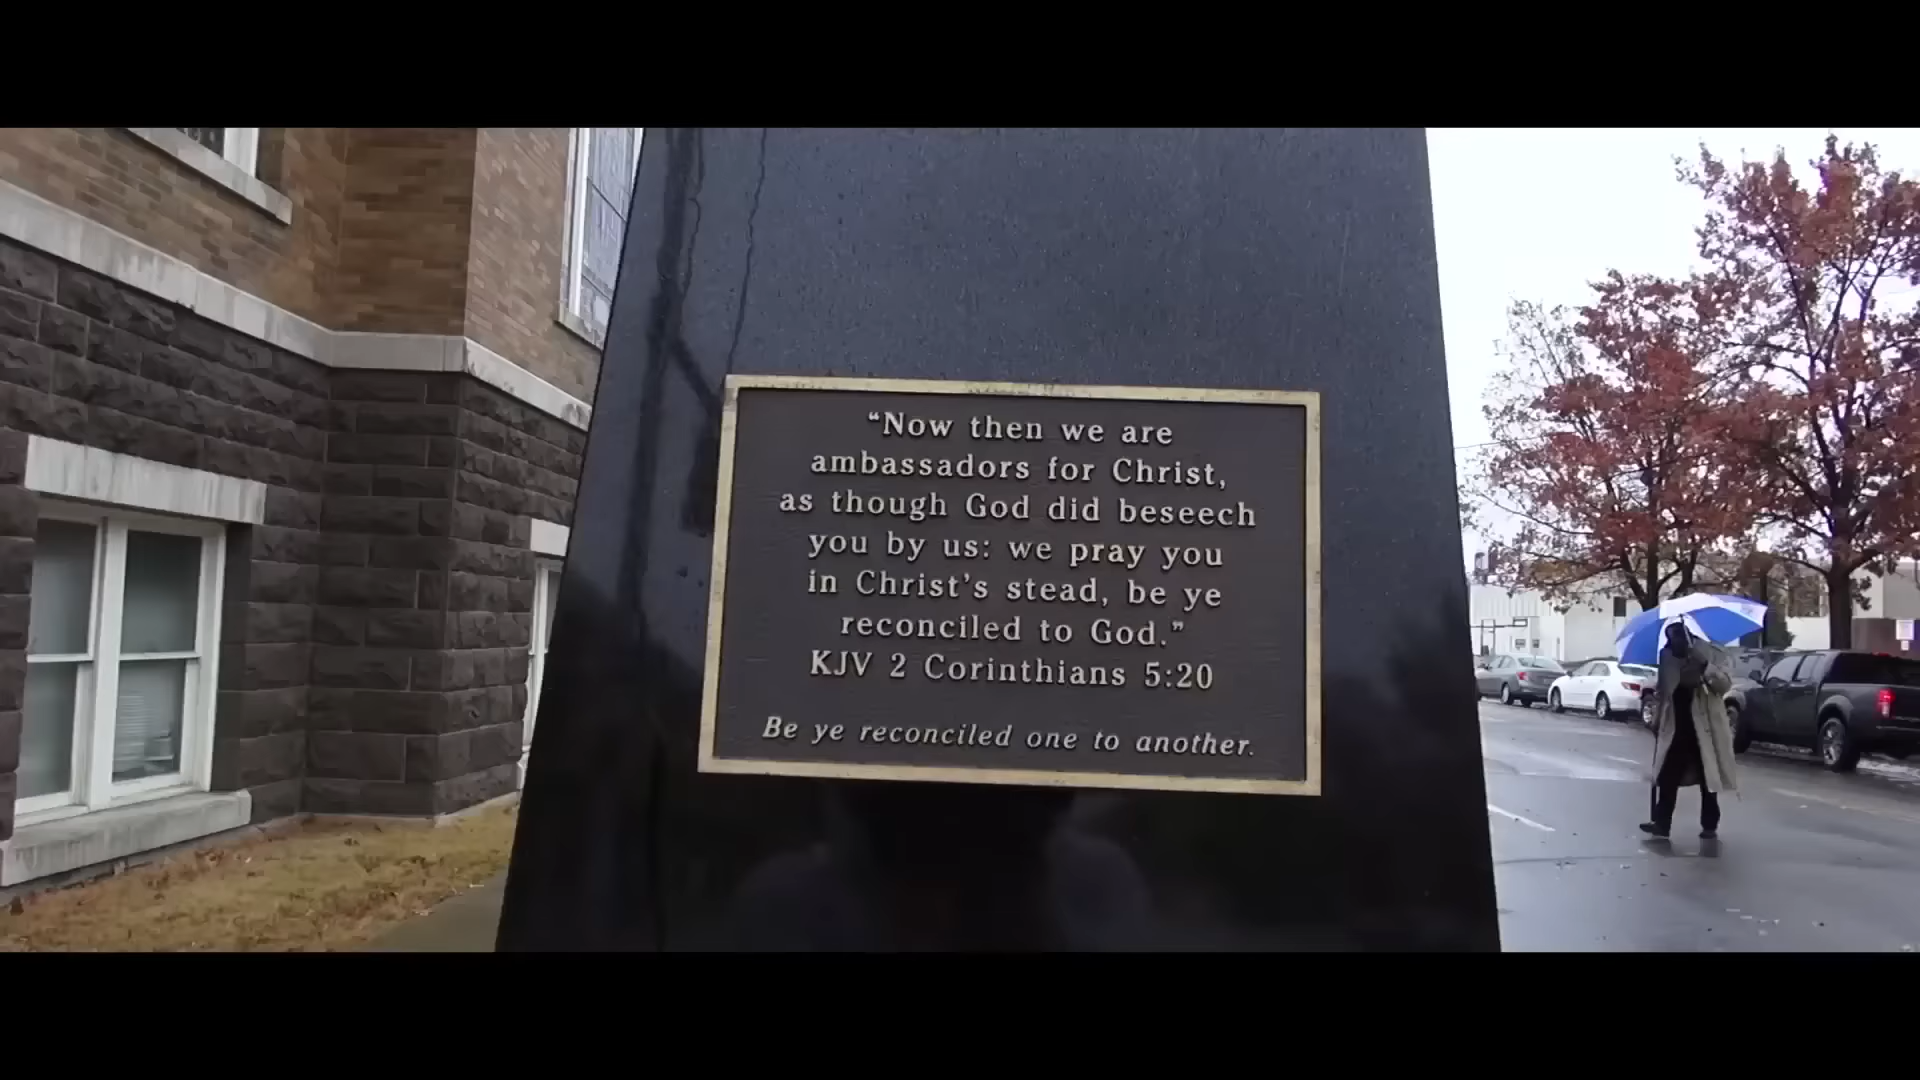 “Now then we are
ambassadors for Christ,
as though God did beseech
you by us: we pray you
in Christ’s stead, be ye
reconciled to God.”
KJV 2 Corinthians 5:20
Be ye reconciled one to another.